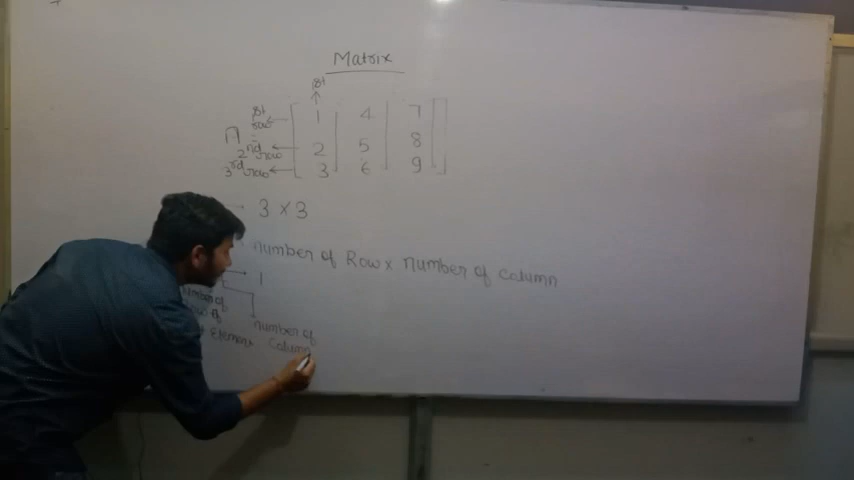 Matrix
1st
1st row 1 4 7
A =
2nd row 2 5 8
3rd row 3 6 9
3 × 3
number of Row × number of Column
1
number of
row of
Element
number of
Column